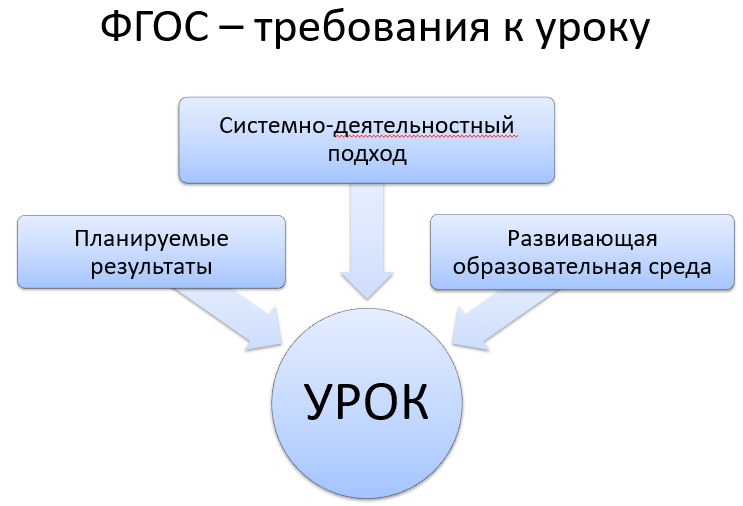 ФГОС – требования к уроку
Системно-деятельностный
подход
Планируемые
результаты
Развивающая
образовательная среда
УРОК